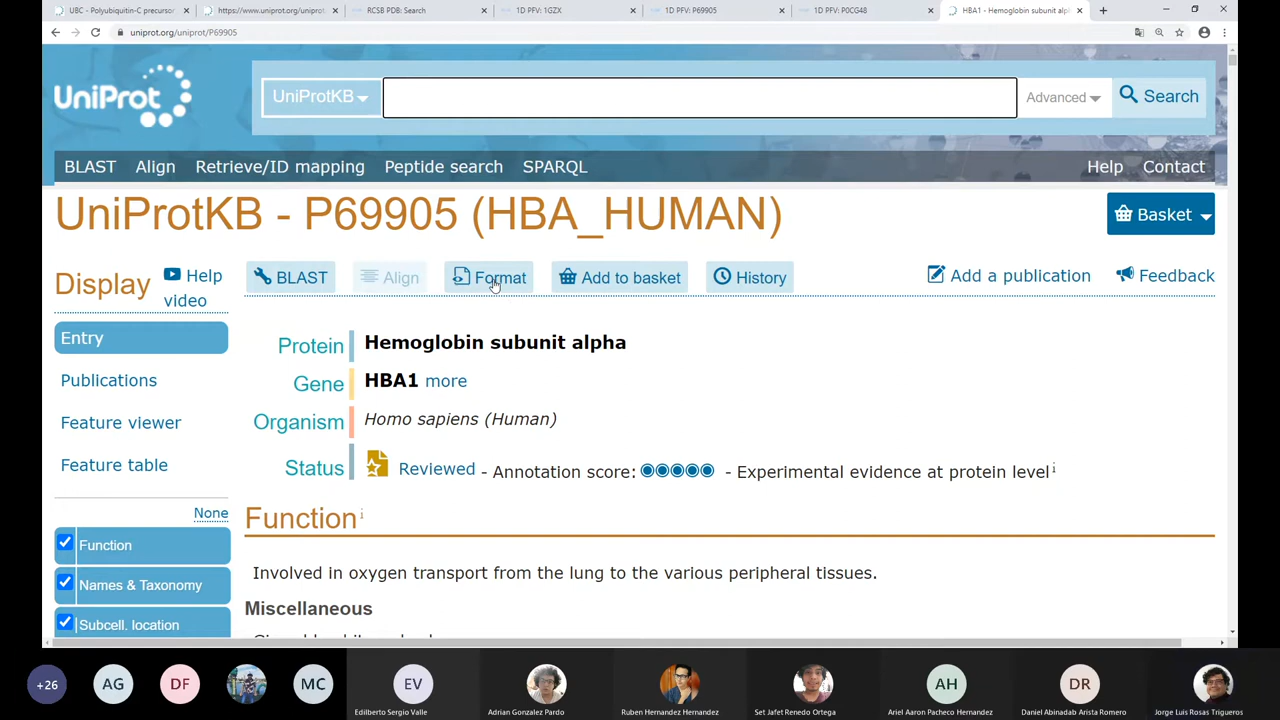 UBC - Polyubiquitin-C precursor
https://www.uniprot.org/uniprot
RCSB PDB: Search
1D PFV: 1GZX
1D PFV: P69905
1D PFV: P0CG48
HBA1 - Hemoglobin subunit alph
uniprot.org/uniprot/P69905
UniProt
UniProtKB
Advanced
Search
BLAST Align Retrieve/ID mapping Peptide search SPARQL Help Contact
UniProtKB - P69905 (HBA_HUMAN)
Basket
Display
Help video
BLAST Align Format Add to basket History
Add a publication Feedback
Entry
Publications
Feature viewer
Feature table
None
Function
Names & Taxonomy
Subcell. location
Protein Hemoglobin subunit alpha
Gene HBA1 more
Organism Homo sapiens (Human)
Status Reviewed - Annotation score: - Experimental evidence at protein level i
Function i
Involved in oxygen transport from the lung to the various peripheral tissues.
Miscellaneous
+26 AG DF MC EV AH DR
Edilberto Sergio Valle
Adrian Gonzalez Pardo
Ruben Hernandez Hernandez
Set Jafet Renedo Ortega
Ariel Aaron Pacheco Hernandez
Daniel Abinadab Arista Romero
Jorge Luis Rosas Trigueros